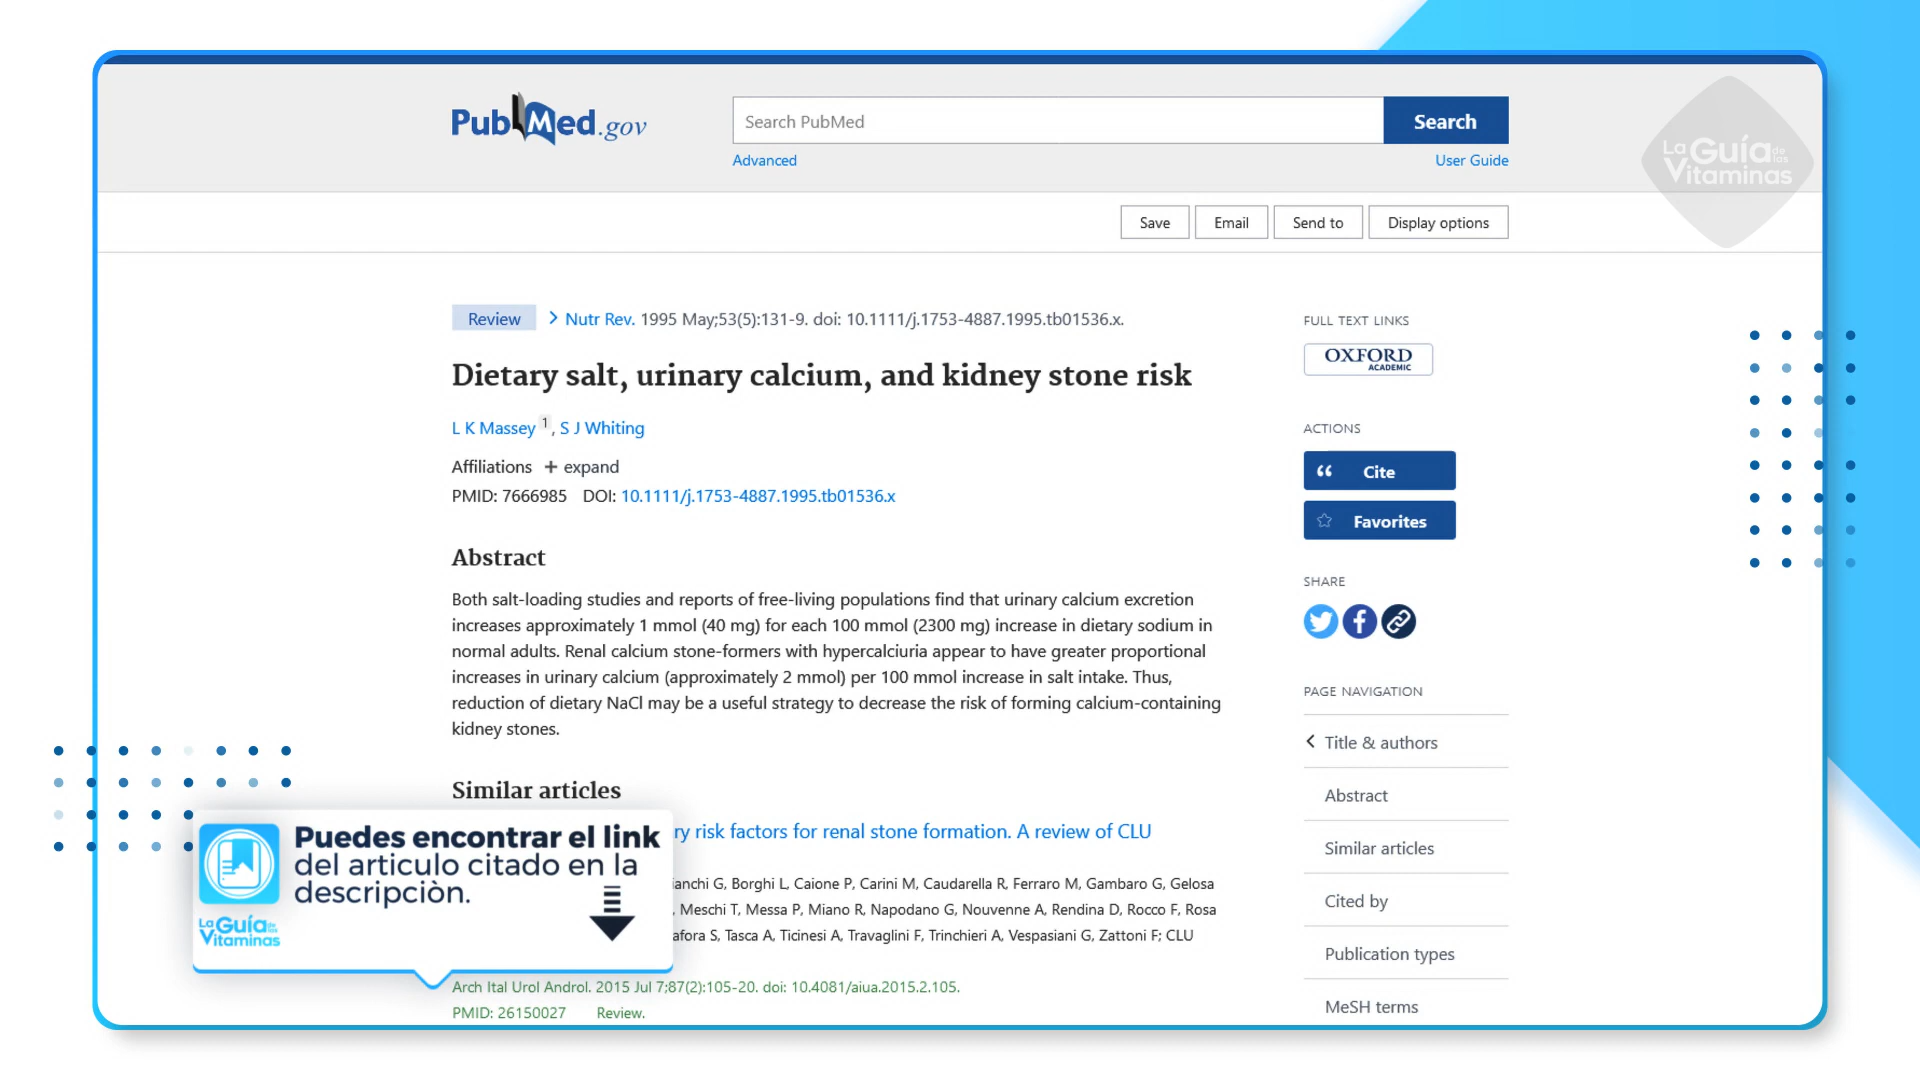 PubMed.gov
Search PubMed
Search
Advanced
User Guide
La Guía de las
Vitaminas
Save
Email
Send to
Display options
Review
Nutr Rev. 1995 May;53(5):131-9. doi: 10.1111/j.1753-4887.1995.tb01536.x.
Dietary salt, urinary calcium, and kidney stone risk
L K Massey 1, S J Whiting
Affiliations + expand
PMID: 7666985 DOI: 10.1111/j.1753-4887.1995.tb01536.x
Abstract
Both salt-loading studies and reports of free-living populations find that urinary calcium excretion
increases approximately 1 mmol (40 mg) for each 100 mmol (2300 mg) increase in dietary sodium in
normal adults. Renal calcium stone-formers with hypercalciuria appear to have greater proportional
increases in urinary calcium (approximately 2 mmol) per 100 mmol increase in salt intake. Thus,
reduction of dietary NaCl may be a useful strategy to decrease the risk of forming calcium-containing
kidney stones.
Similar articles
ry risk factors for renal stone formation. A review of CLU
ianchi G, Borghi L, Caione P, Carini M, Caudarella R, Ferraro M, Gambaro G, Gelosa
, Meschi T, Messa P, Miano R, Napodano G, Nouvenne A, Rendina D, Rocco F, Rosa
afora S, Tasca A, Ticinesi A, Travaglini F, Trinchieri A, Vespasiani G, Zattoni F; CLU
Arch Ital Urol Androl. 2015 Jul 7;87(2):105-20. doi: 10.4081/aiua.2015.2.105.
PMID: 26150027 Review.
FULL TEXT LINKS
OXFORD
ACADEMIC
ACTIONS
Cite
Favorites
SHARE
PAGE NAVIGATION
Title & authors
Abstract
Similar articles
Cited by
Publication types
MeSH terms
Puedes encontrar el link
del articulo citado en la
descripciòn.
La Guía de las
Vitaminas